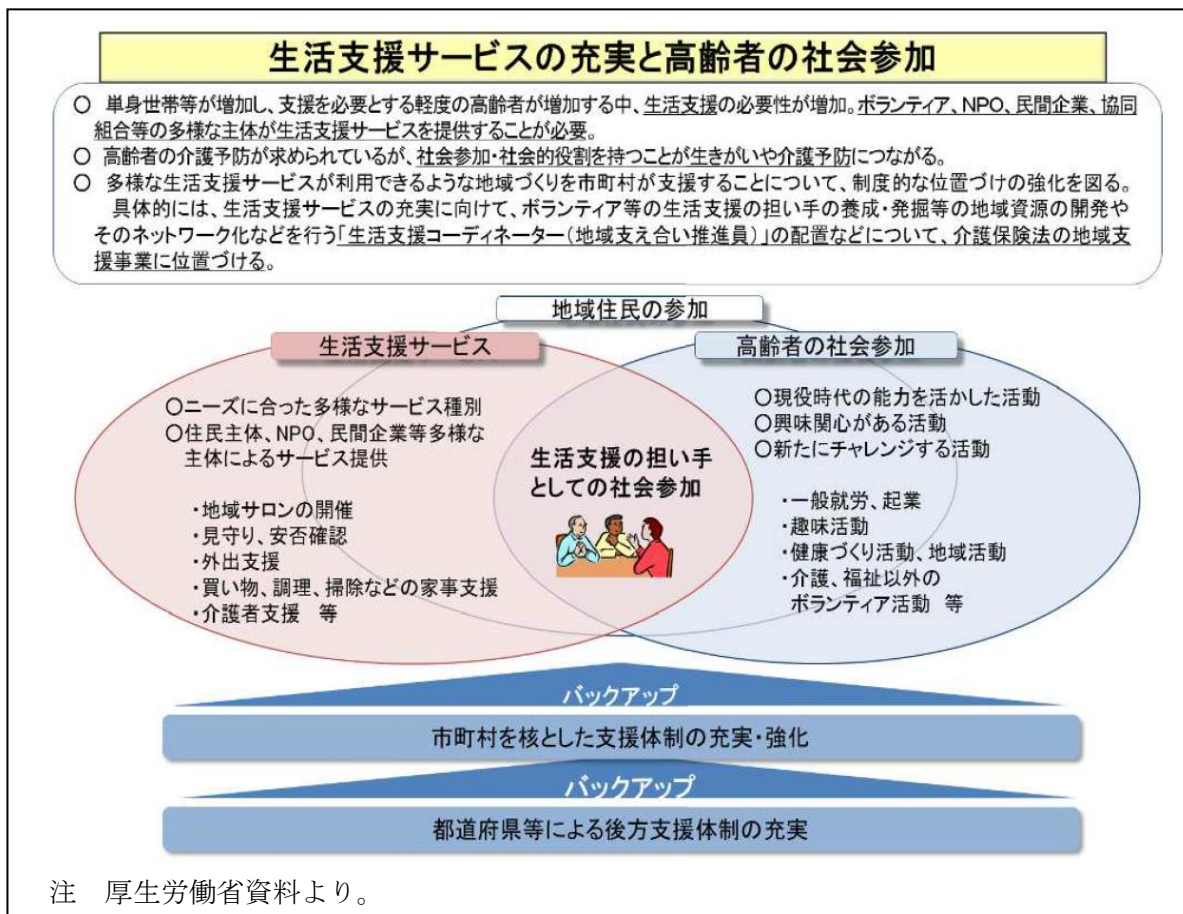 生活支援サービスの充実と高齢者の社会参加
○ 単身世帯等が増加し、支援を必要とする軽度の高齢者が増加する中、生活支援の必要性が増加。ボランティア、NPO、民間企業、協同
組合等の多様な主体が生活支援サービスを提供することが必要。
○ 高齢者の介護予防が求められているが、社会参加・社会的役割を持つことが生きがいや介護予防につながる。
○ 多様な生活支援サービスが利用できるような地域づくりを市町村が支援することについて、制度的な位置づけの強化を図る。
具体的には、生活支援サービスの充実に向けて、ボランティア等の生活支援の担い手の養成・発掘等の地域資源の開発や
そのネットワーク化などを行う「生活支援コーディネーター（地域支え合い推進員）」の配置などについて、介護保険法の地域支
援事業に位置づける。
地域住民の参加
生活支援サービス
○ニーズに合った多様なサービス種別
○住民主体、NPO、民間企業等多様な
主体によるサービス提供
・地域サロンの開催
・見守り、安否確認
・外出支援
・買い物、調理、掃除などの家事支援
・介護者支援 等
生活支援の担い手
としての社会参加
高齢者の社会参加
○現役時代の能力を活かした活動
○興味関心がある活動
○新たにチャレンジする活動
・一般就労、起業
・趣味活動
・健康づくり活動、地域活動
・介護、福祉以外の
ボランティア活動 等
バックアップ
市町村を核とした支援体制の充実・強化
バックアップ
都道府県等による後方支援体制の充実
注 厚生労働省資料より。